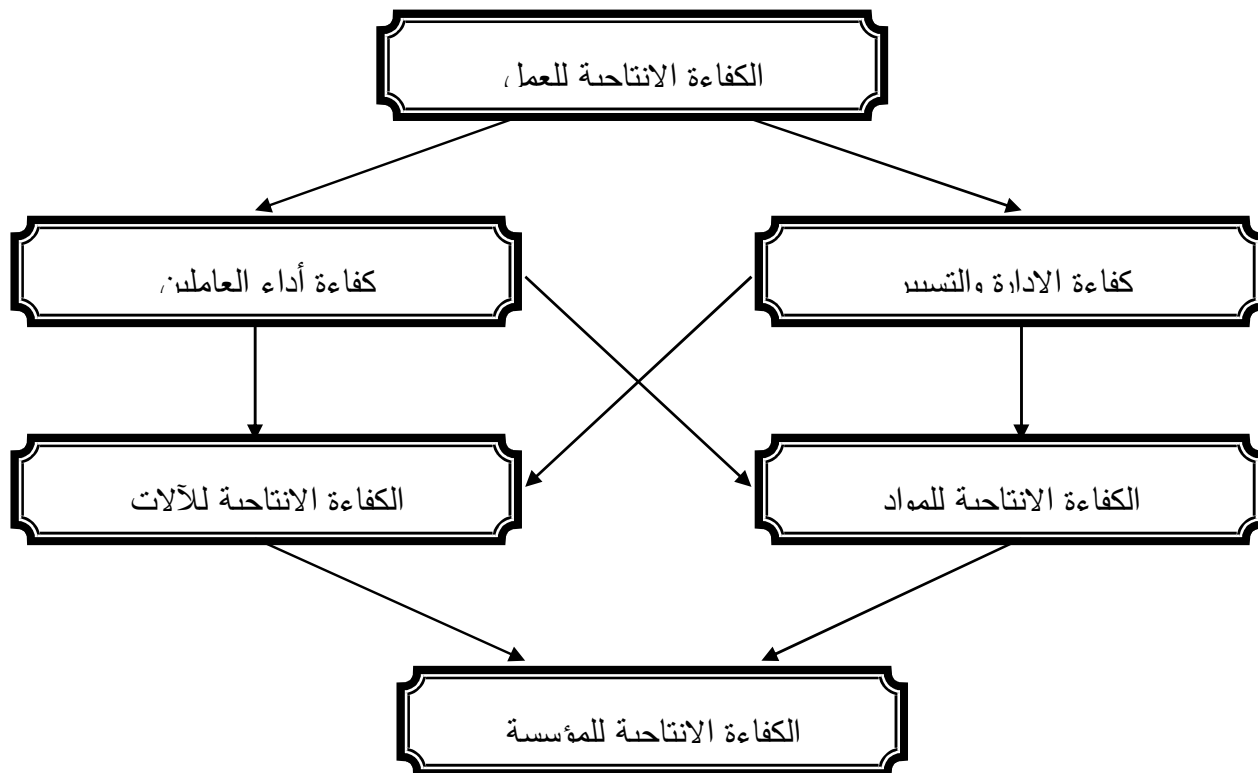 الكفاءة الانتاجية للعمل
كفاءة الادارة والتسيير
كفاءة أداء العاملين
الكفاءة الانتاجية للمواد
الكفاءة الانتاجية للآلات
الكفاءة الانتاجية للمؤسسة